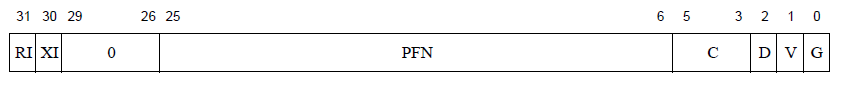 31 30 29 26 25 6 5 3 2 1 0
RI XI 0 PFN C D V G